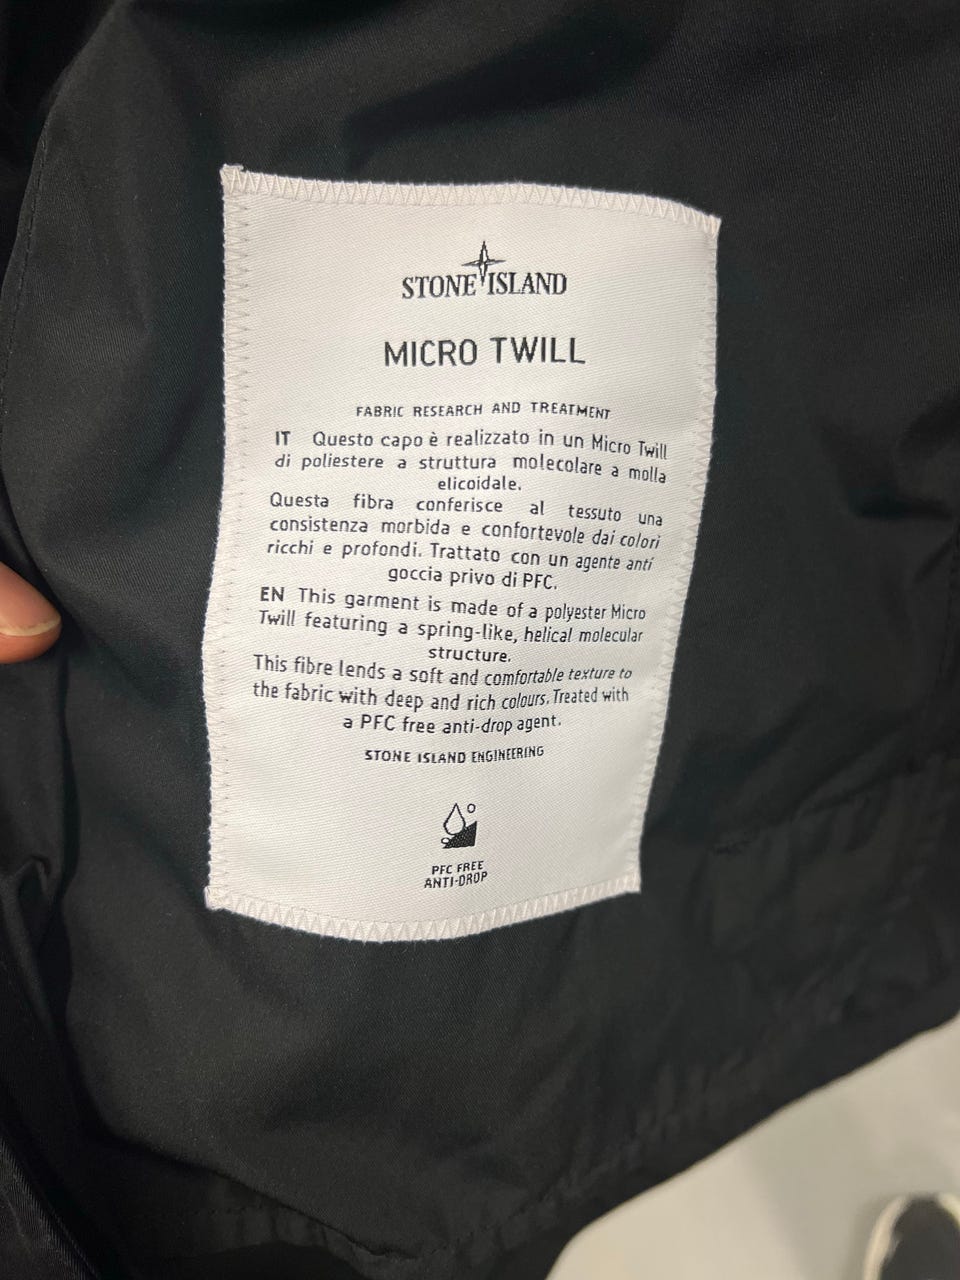 STONE ISLAND
MICRO TWILL
FABRIC RESEARCH AND TREATMENT
IT Questo capo è realizzato in un Micro Twill
di poliestere a struttura molecolare a molla
elicoidale.
Questa fibra conferisce al tessuto una
consistenza morbida e confortevole dai colori
ricchi e profondi. Trattato con un agente anti
goccia privo di PFC.
EN This garment is made of a polyester Micro
Twill featuring a spring-like, helical molecular
structure.
This fibre lends a soft and comfortable texture to
the fabric with deep and rich colours. Treated with
a PFC free anti-drop agent.
STONE ISLAND ENGINEERING
PFC FREE
ANTI-DROP